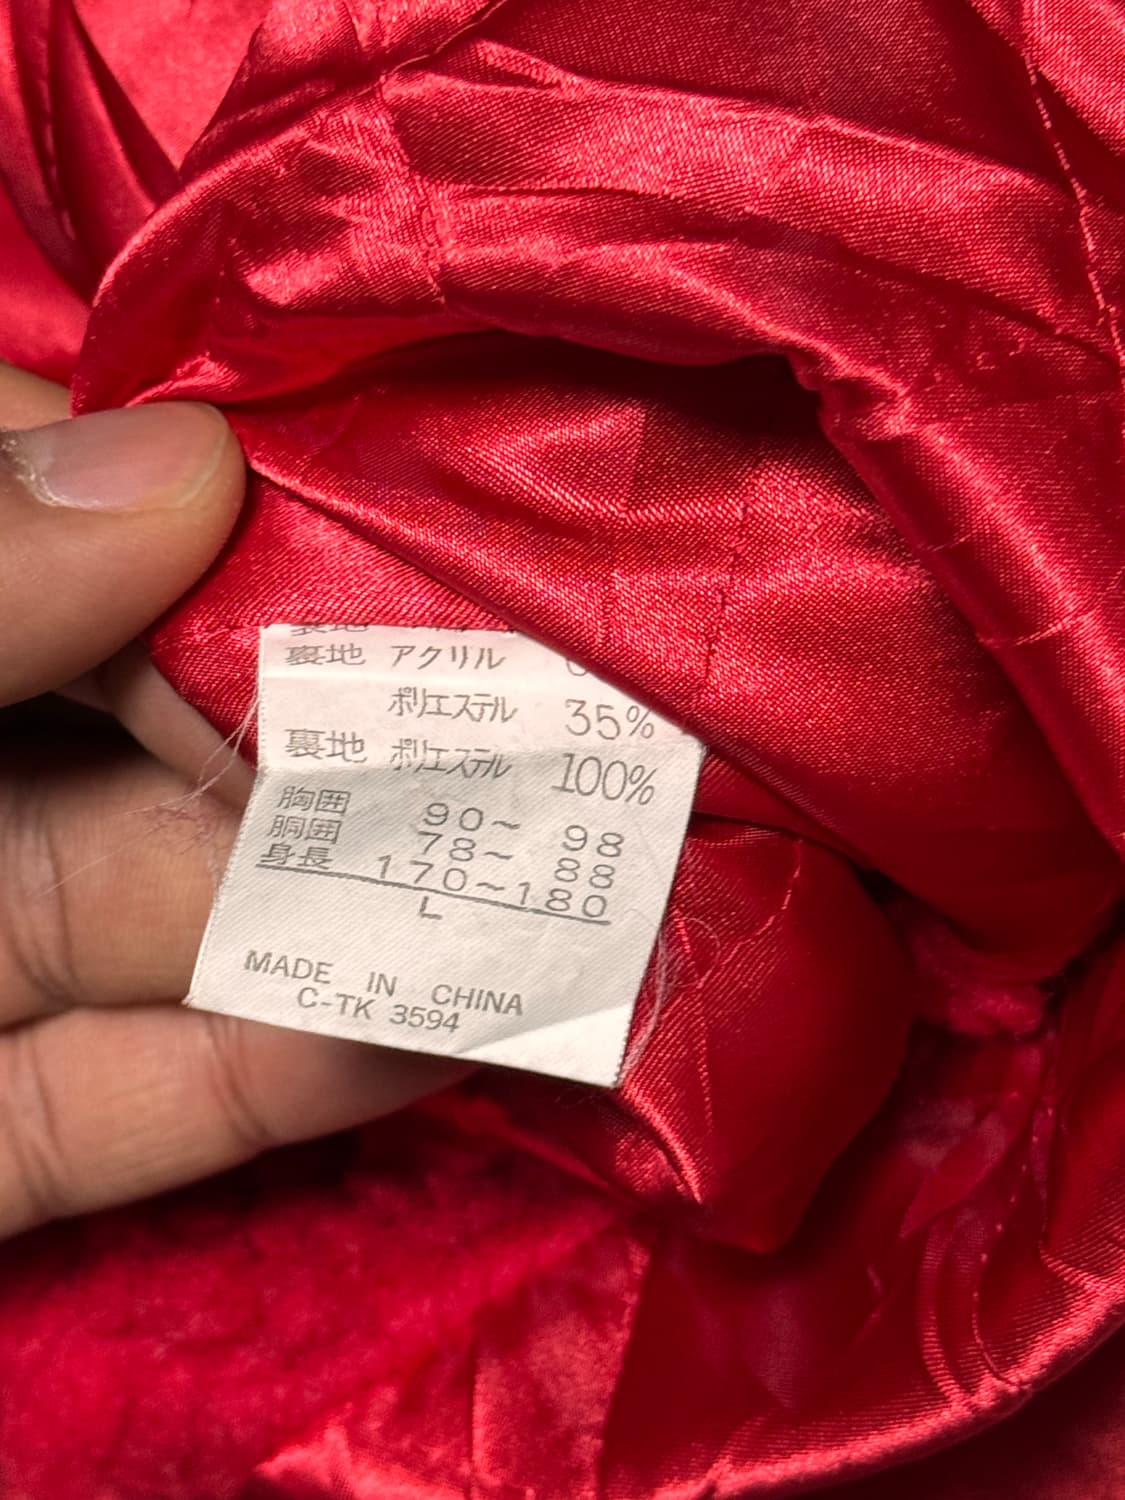 裏地
裏地 アクリル
ポリエステル 35%
裏地 ポリエステル 100%
胸囲 90~ 98
胴囲 78~ 88
身長 170~180
L
MADE IN CHINA
C-TK 3594